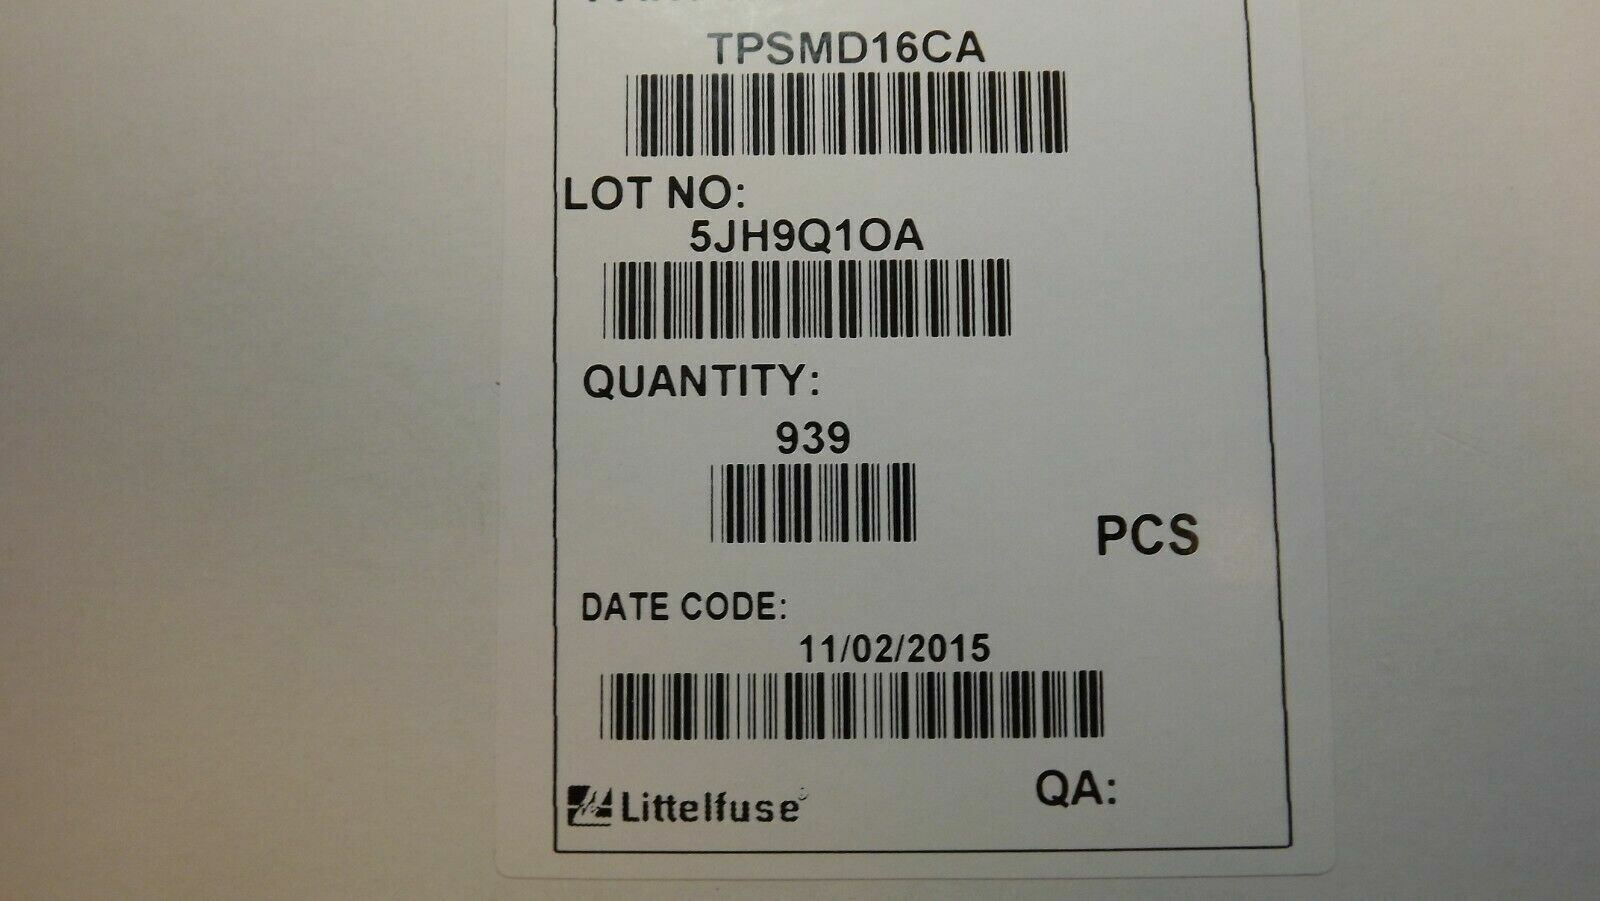 TPSMD16CA
LOT NO:
5JH9Q1OA
QUANTITY:
939
PCS
DATE CODE:
11/02/2015
QA:
Littelfuse